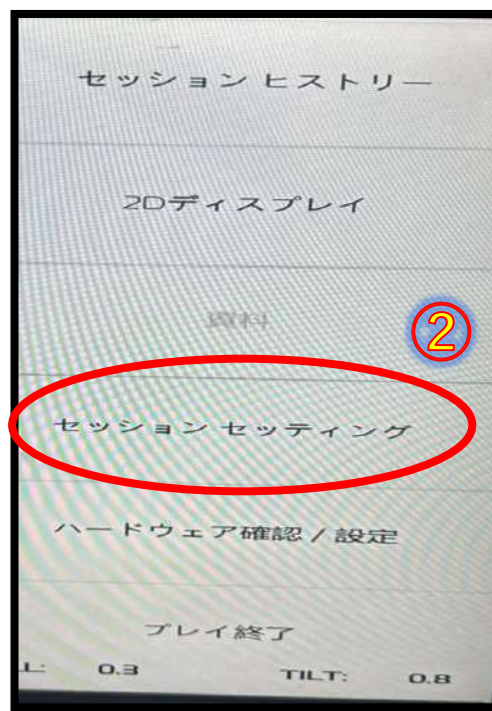 セッション ヒストリー
2Dディスプレイ
資料
②
セッション セッティング
ハードウェア確認 / 設定
プレイ終了
L: 0.3 TILT: 0.8